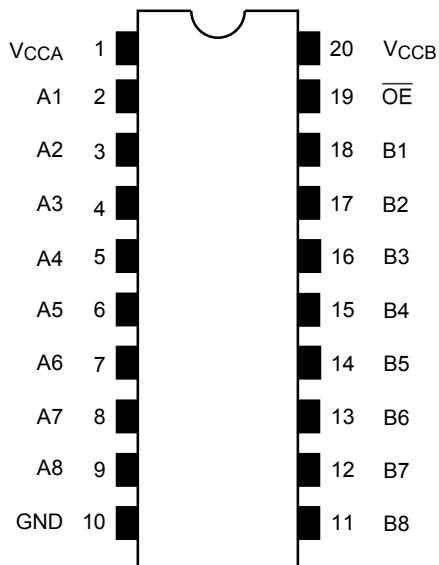 VCCA 1 20 VCCB
A1 2 19 O̅E̅
A2 3 18 B1
A3 4 17 B2
A4 5 16 B3
A5 6 15 B4
A6 7 14 B5
A7 8 13 B6
A8 9 12 B7
GND 10 11 B8